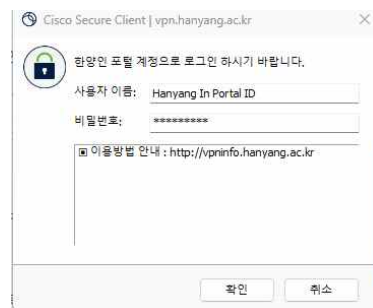 Cisco Secure Client | vpn.hanyang.ac.kr
한양인 포털 계정으로 로그인 하시기 바랍니다.
사용자 이름: Hanyang In Portal ID
비밀번호: *********
▣ 이용방법 안내 : http://vpninfo.hanyang.ac.kr
확인 취소